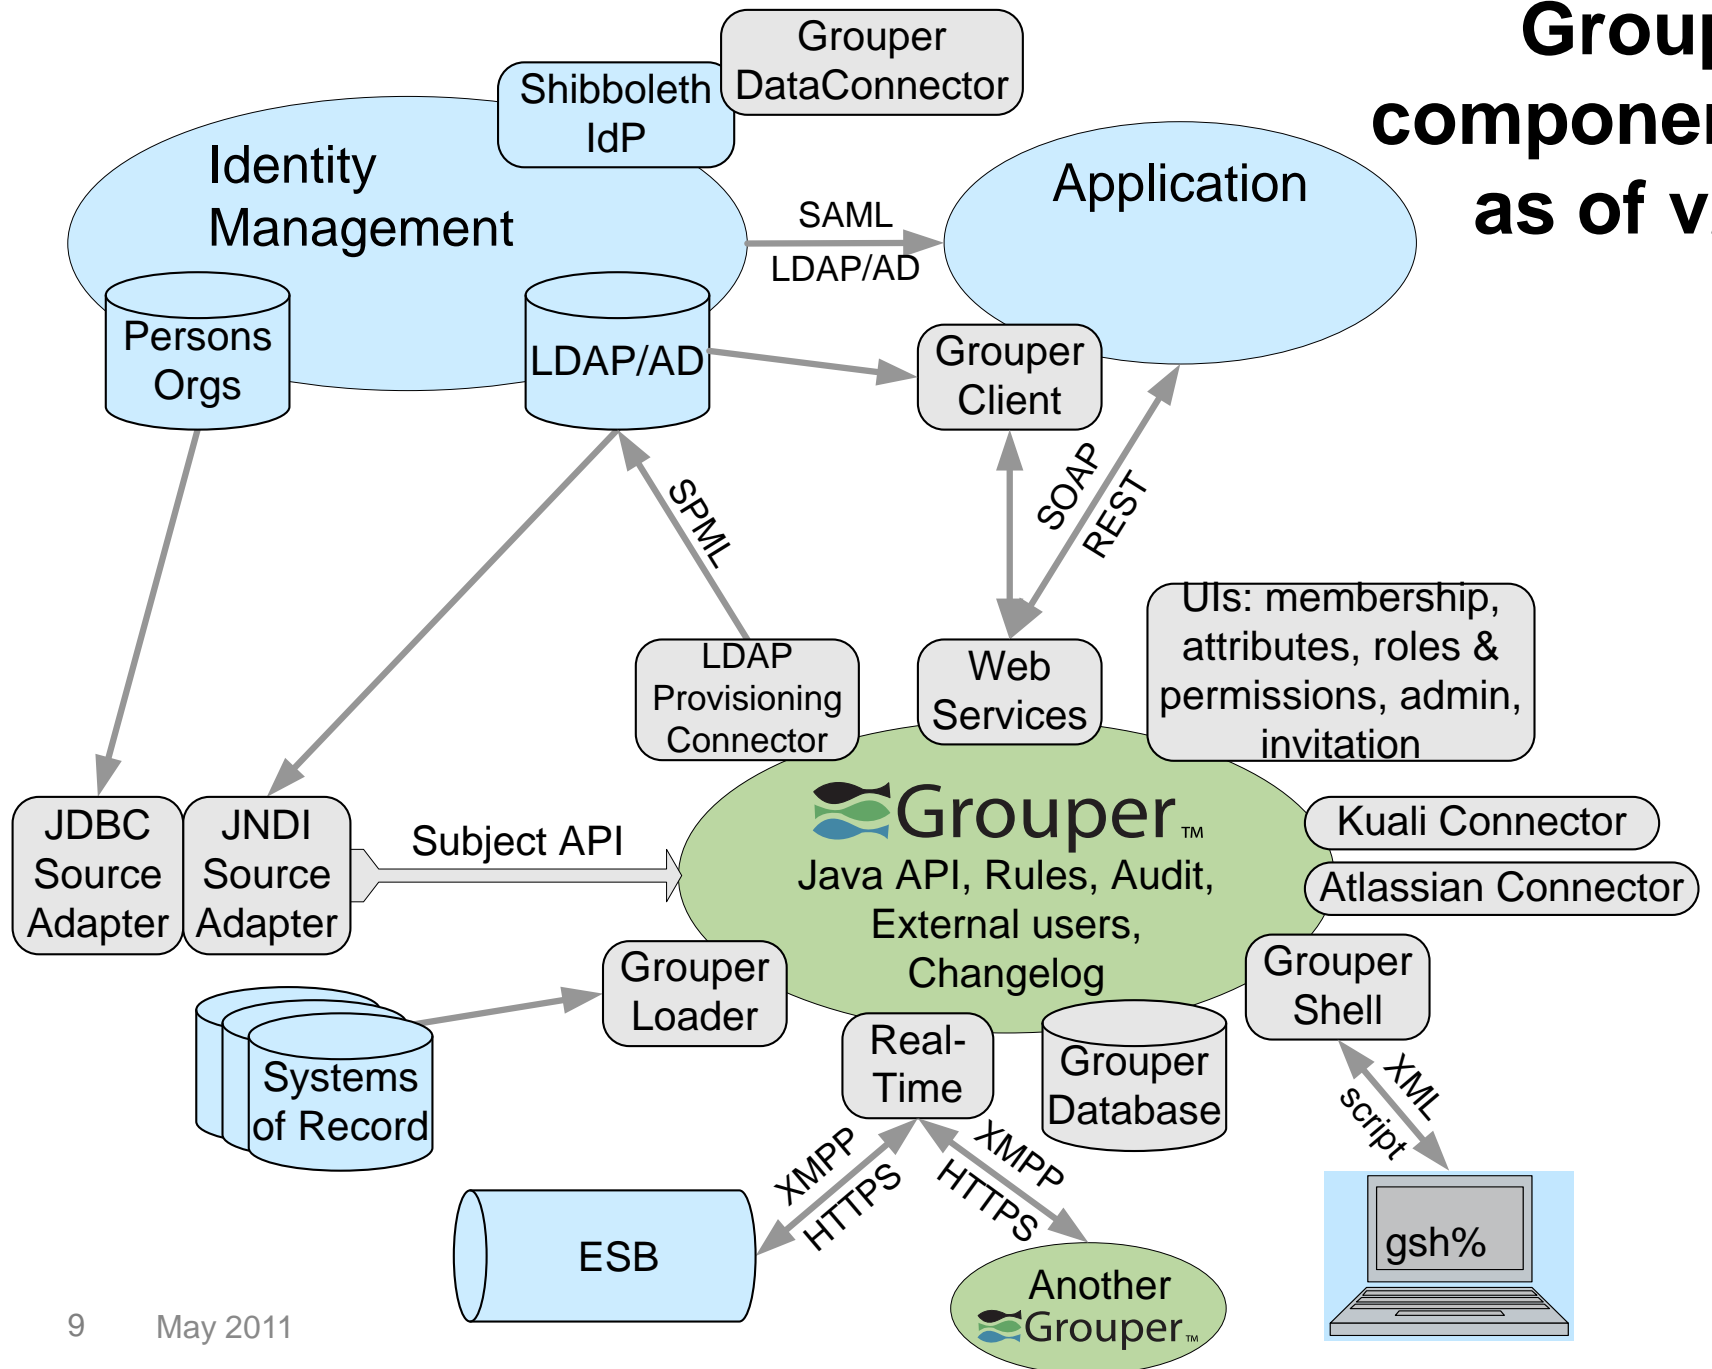 Grouper
DataConnector
Shibboleth
IdP
Group
componen
as of v
Identity
Management
Application
SAML
LDAP/AD
Persons
Orgs
LDAP/AD
Grouper
Client
SPML
SOAP
REST
UIs: membership,
attributes, roles &
permissions, admin,
invitation
LDAP
Provisioning
Connector
Web
Services
Grouper™
Java API, Rules, Audit,
External users,
Changelog
Kuali Connector
Atlassian Connector
JDBC
Source
Adapter
JNDI
Source
Adapter
Subject API
Grouper
Loader
Grouper
Shell
Real-
Time
Grouper
Database
Systems
of Record
XML
script
XMPP
HTTPS
XMPP
HTTPS
ESB
Another
Grouper™
gsh%
9 May 2011